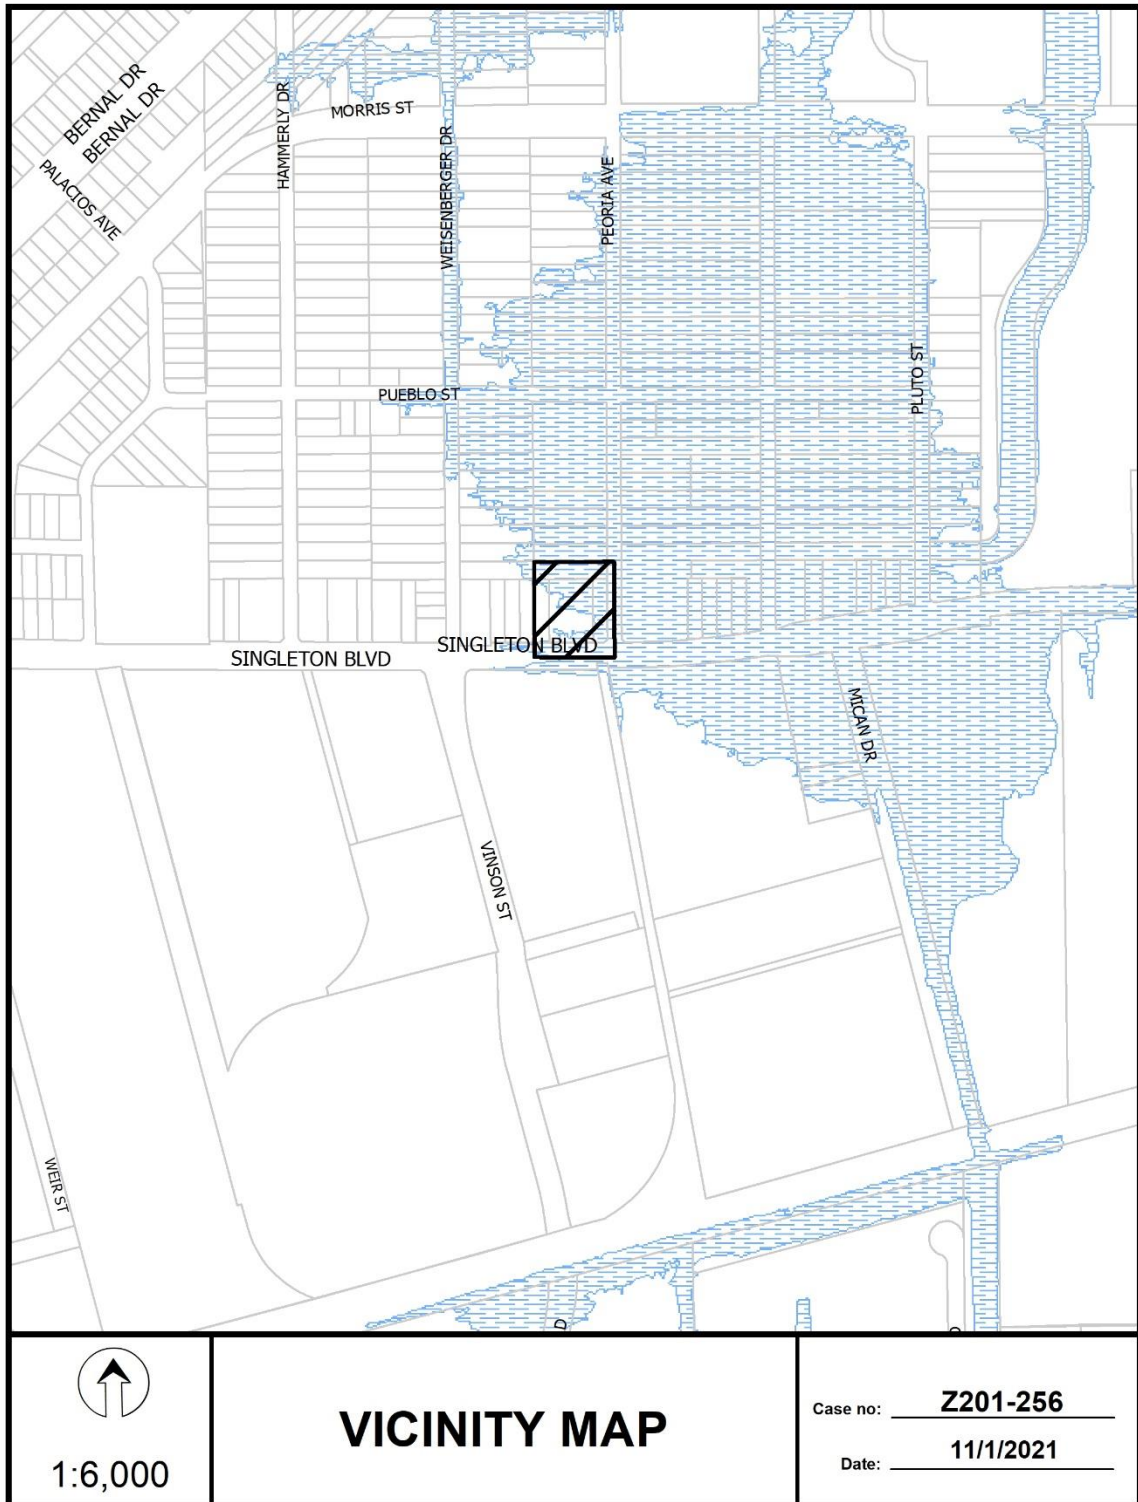 BERNAL DR
BERNAL DR
HAMMERLY DR
MORRIS ST
WEISENBERGER DR
PEORIA AVE
PALACIOS AVE
PLUTO ST
PUEBLO ST
SINGLETON BLVD
SINGLETON BLVD
MICAN DR
VINSON ST
WEIR ST
D
1:6,000
VICINITY MAP
Case no: Z201-256
Date: 11/1/2021